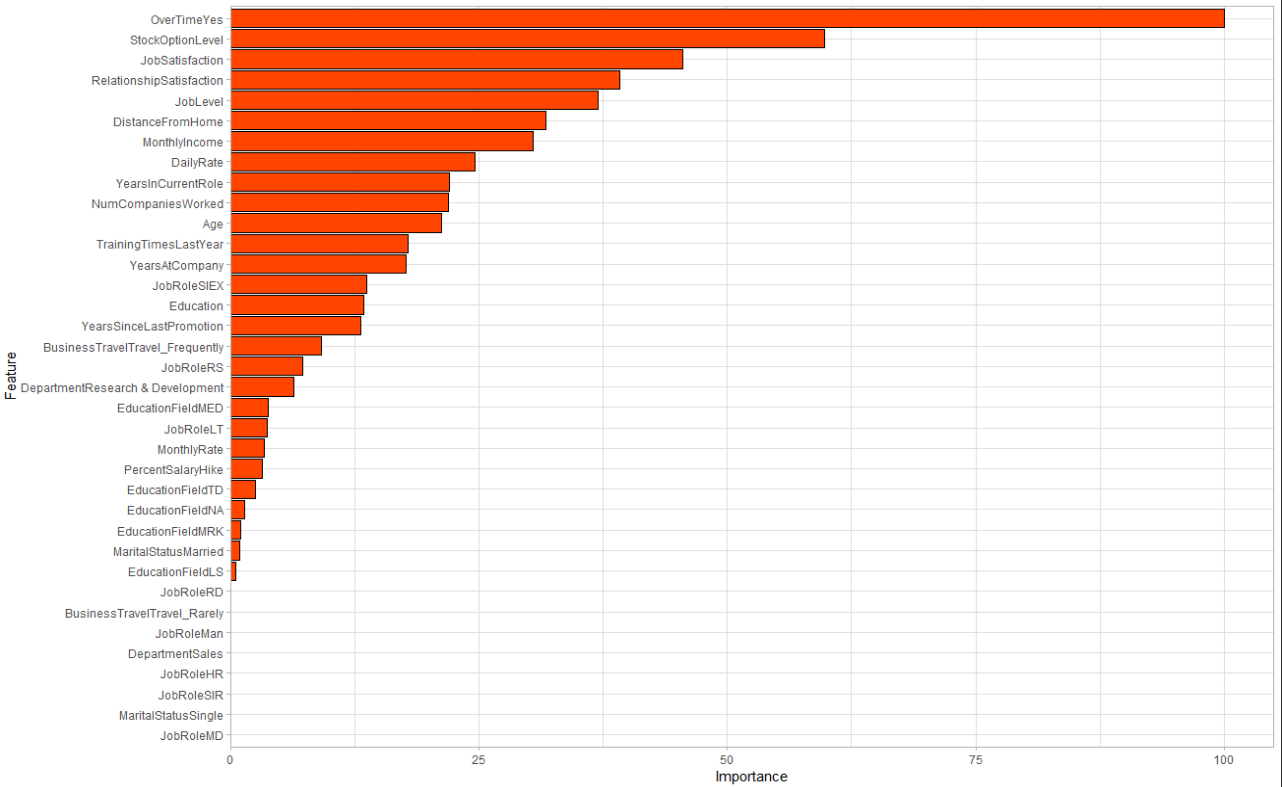 OverTimeYes
StockOptionLevel
JobSatisfaction
RelationshipSatisfaction
JobLevel
DistanceFromHome
MonthlyIncome
DailyRate
YearsInCurrentRole
NumCompaniesWorked
Age
TrainingTimesLastYear
YearsAtCompany
JobRoleSIEX
Education
YearsSinceLastPromotion
BusinessTravelTravel_Frequently
JobRoleRS
DepartmentResearch & Development
EducationFieldMED
JobRoleLT
MonthlyRate
PercentSalaryHike
EducationFieldTD
EducationFieldNA
EducationFieldMRK
MaritalStatusMarried
EducationFieldLS
JobRoleRD
BusinessTravelTravel_Rarely
JobRoleMan
DepartmentSales
JobRoleHR
JobRoleSIR
MaritalStatusSingle
JobRoleMD
Feature
0 25 50 75 100
Importance